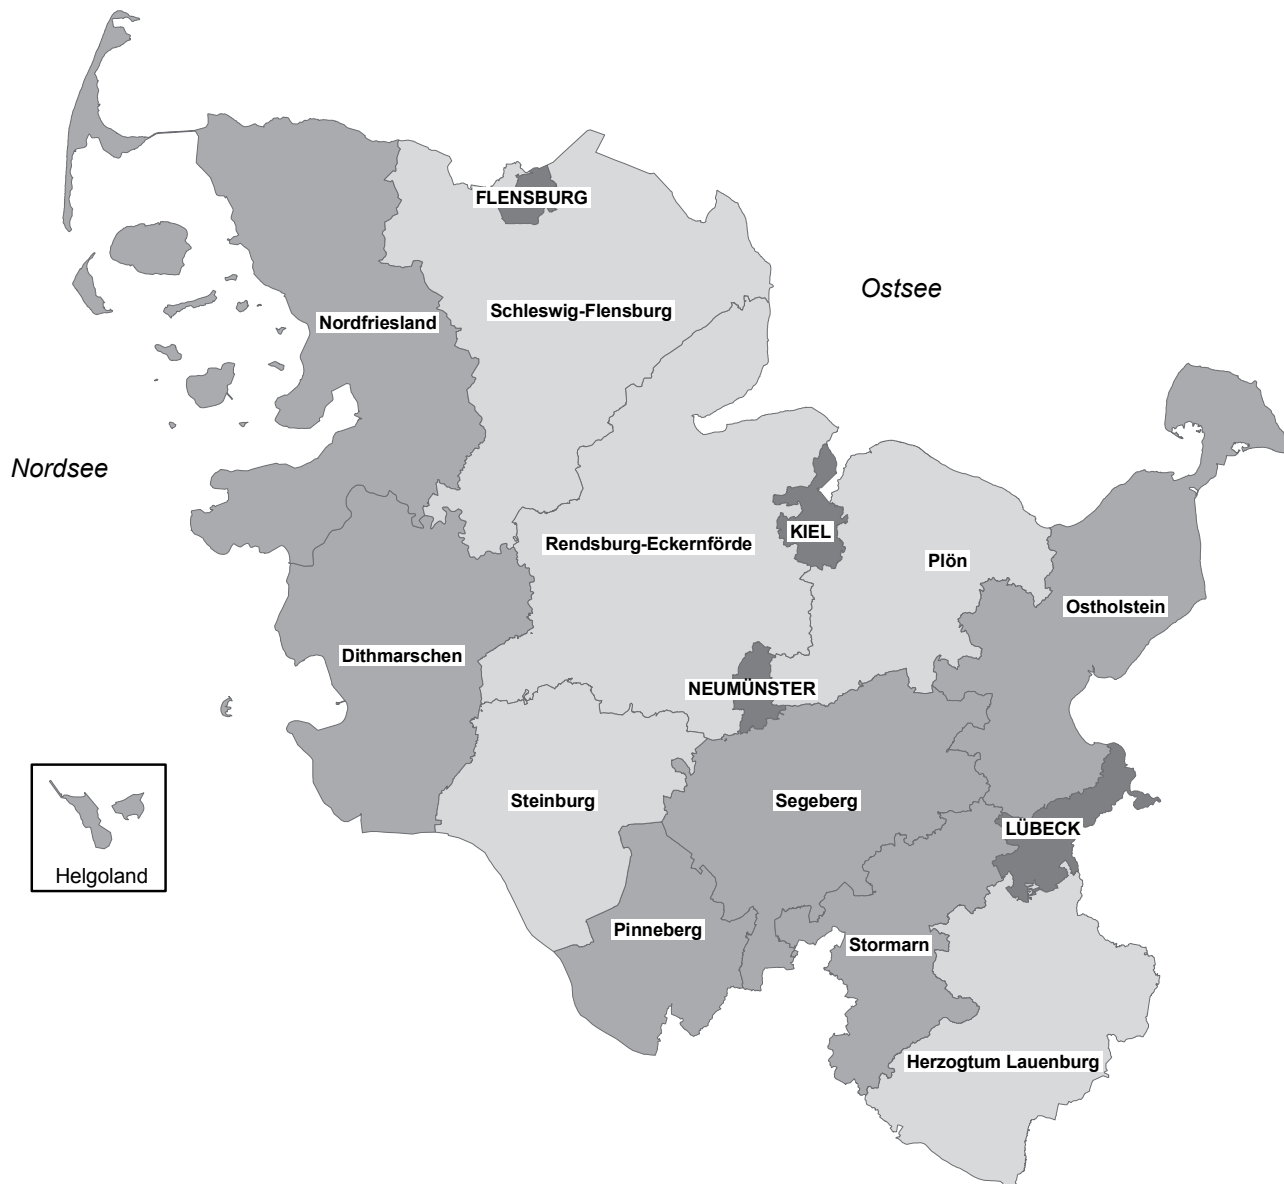 FLENSBURG
Ostsee
Schleswig-Flensburg
Nordfriesland
Nordsee
KIEL
Rendsburg-Eckernförde
Plön
Ostholstein
Dithmarschen
NEUMÜNSTER
Steinburg
Segeberg
LÜBECK
Helgoland
Pinneberg
Stormarn
Herzogtum Lauenburg